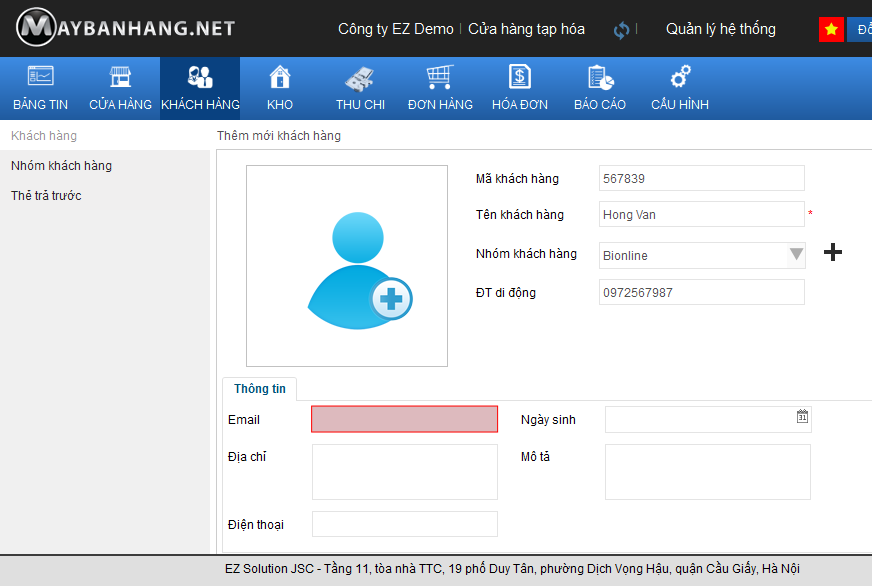 MAYBANHANG.NET
Công ty EZ Demo | Cửa hàng tạp hóa | Quản lý hệ thống
BẢNG TIN CỬA HÀNG KHÁCH HÀNG KHO THU CHI ĐƠN HÀNG HÓA ĐƠN BÁO CÁO CẤU HÌNH
Khách hàng
Nhóm khách hàng
Thẻ trả trước
Thêm mới khách hàng
Mã khách hàng 567839
Tên khách hàng Hong Van *
Nhóm khách hàng Bionline
ĐT di động 0972567987
Thông tin
Email Ngày sinh 31
Địa chỉ Mô tả
Điện thoại
EZ Solution JSC - Tầng 11, tòa nhà TTC, 19 phố Duy Tân, phường Dịch Vọng Hậu, quận Cầu Giấy, Hà Nội